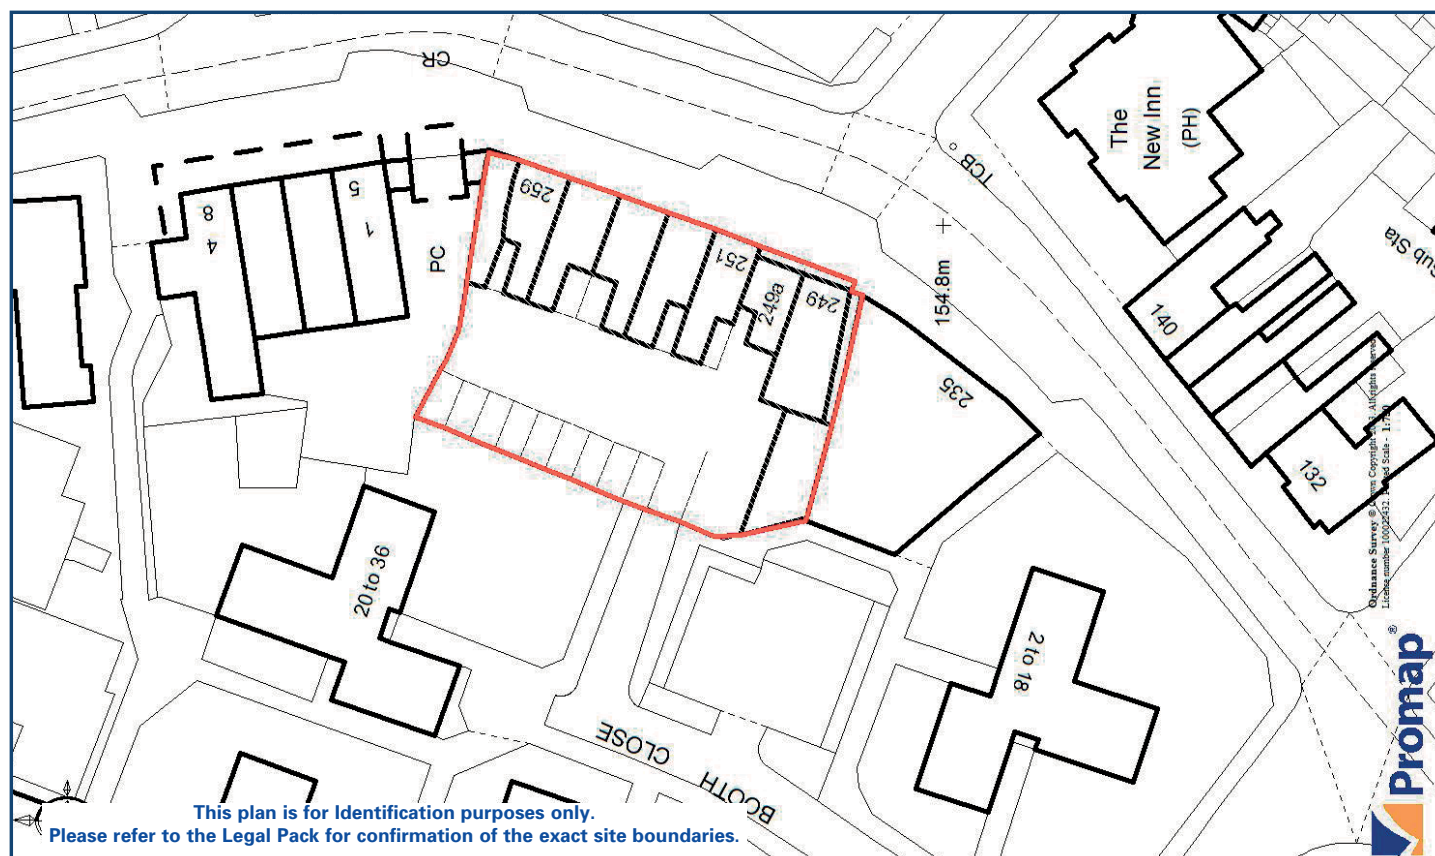 CR
The
New Inn
(PH)
TCB
259
5
1
8
4
PC
251
249a
249
154.8m
Sub Sta
140
235
132
20 to 36
2 to 18
BOOTH CLOSE
Promap®
This plan is for Identification purposes only.
Please refer to the Legal Pack for confirmation of the exact site boundaries.